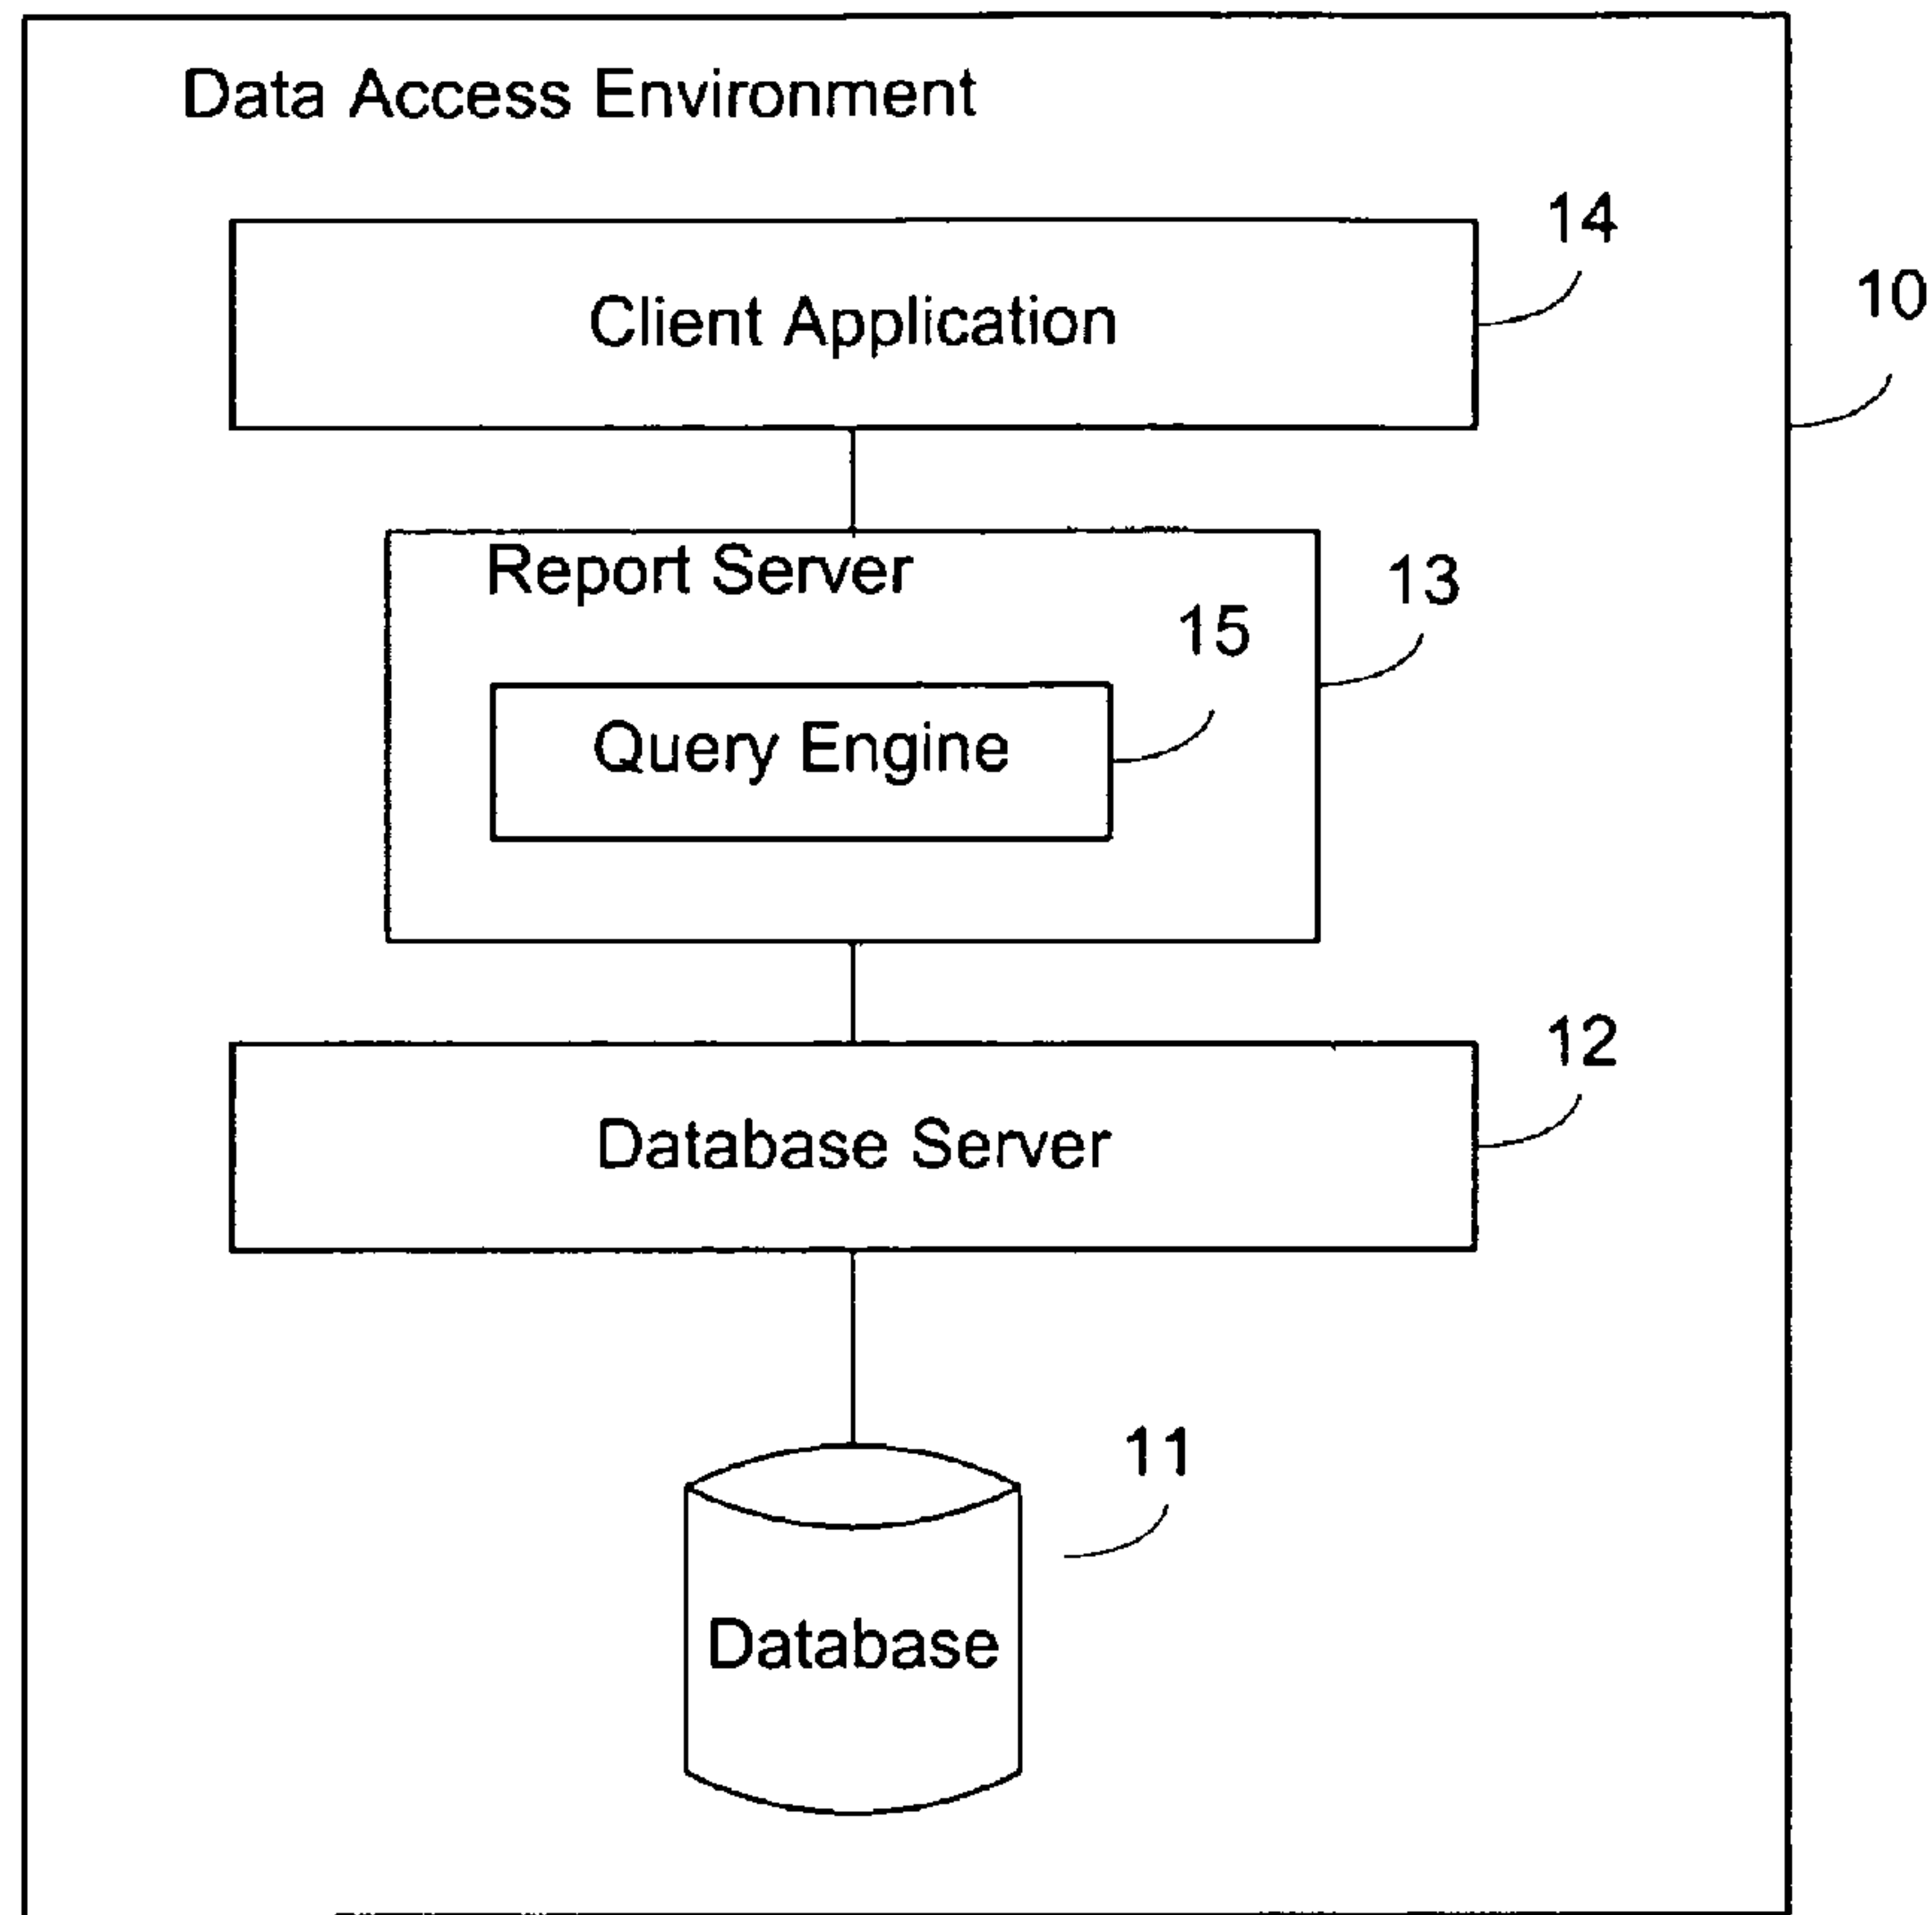 Data Access Environment
14
Client Application
10
Report Server
13
15
Query Engine
12
Database Server
11
Database